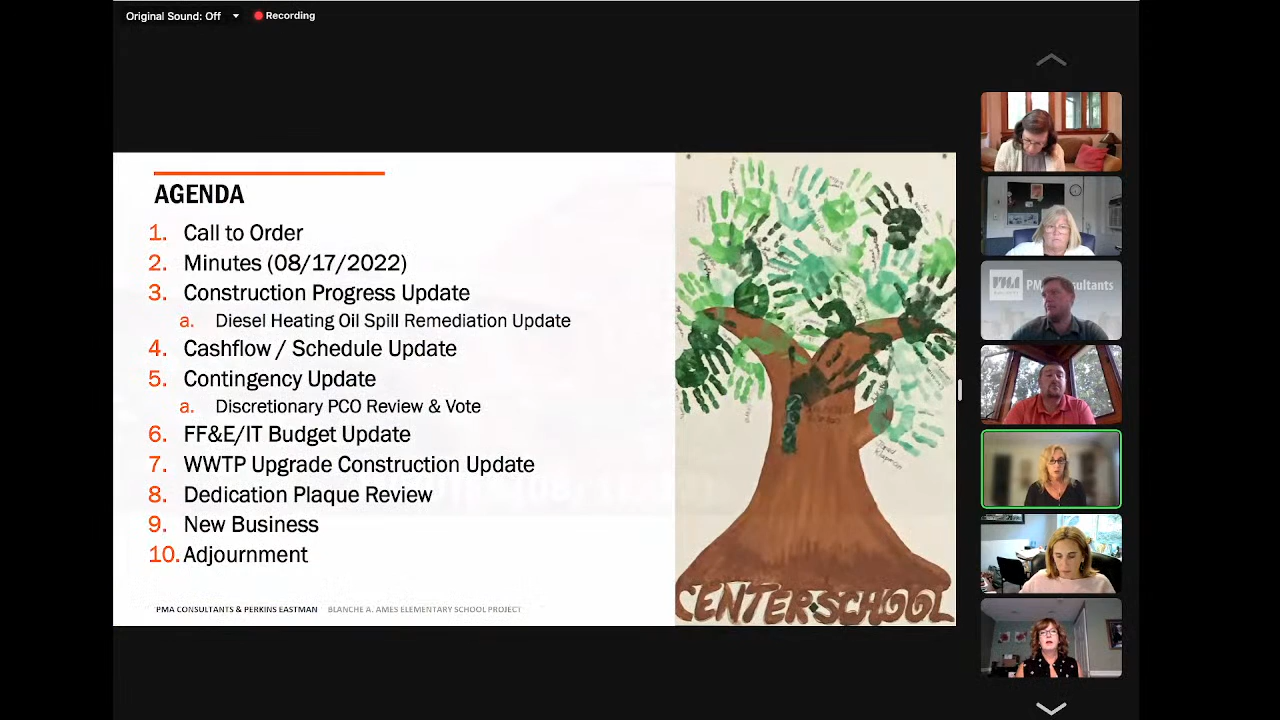 Original Sound: Off
Recording
AGENDA
1. Call to Order
2. Minutes (08/17/2022)
3. Construction Progress Update
a. Diesel Heating Oil Spill Remediation Update
4. Cashflow / Schedule Update
5. Contingency Update
a. Discretionary PCO Review & Vote
6. FF&E/IT Budget Update
7. WWTP Upgrade Construction Update
8. Dedication Plaque Review
9. New Business
10. Adjournment
PMA CONSULTANTS & PERKINS EASTMAN BLANCHE A. AMES ELEMENTARY SCHOOL PROJECT
CENTER SCHOOL
PMA